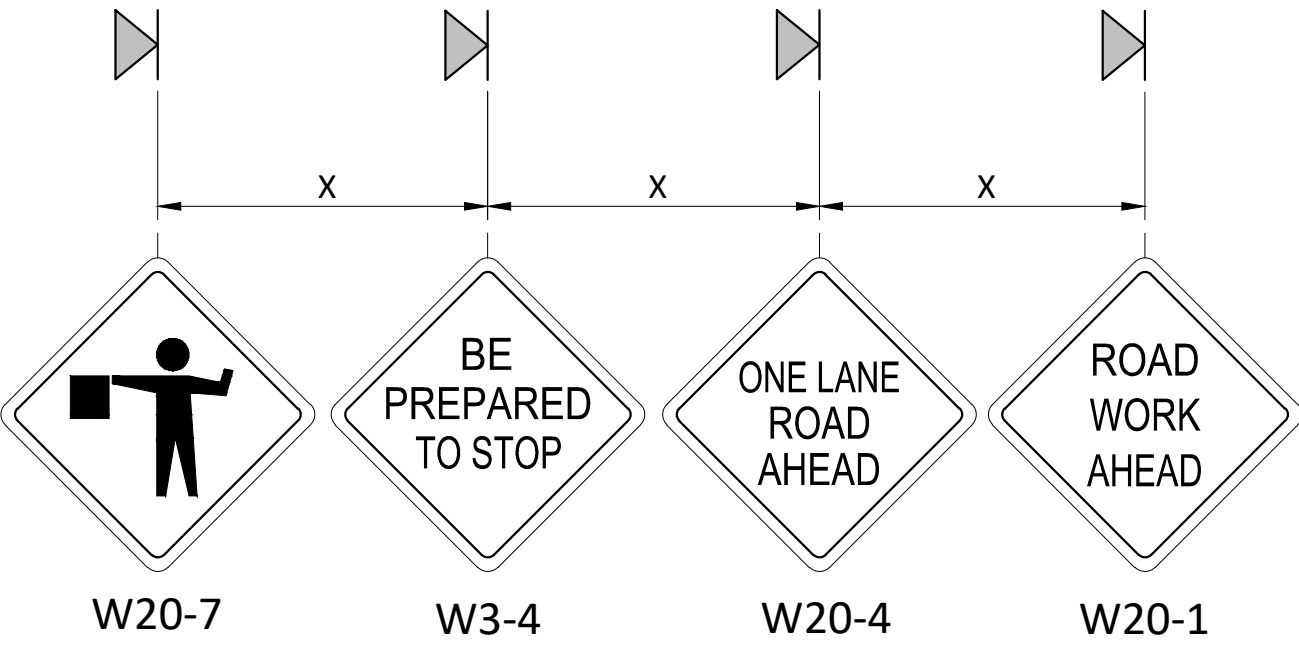 X
X
X
BE
PREPARED
TO STOP
ONE LANE
ROAD
AHEAD
ROAD
WORK
AHEAD
W20-7
W3-4
W20-4
W20-1